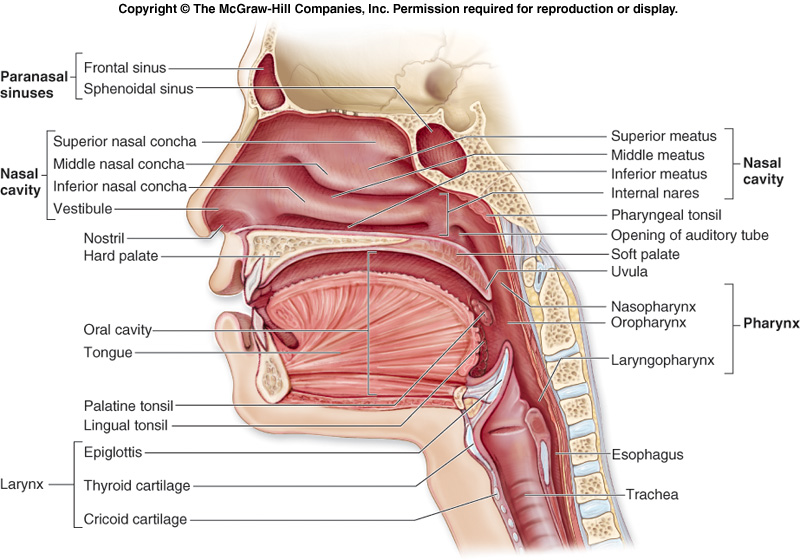 Copyright © The McGraw-Hill Companies, Inc. Permission required for reproduction or display.
Paranasal
sinuses
Frontal sinus
Sphenoidal sinus
Nasal
cavity
Superior nasal concha
Middle nasal concha
Inferior nasal concha
Vestibule
Nostril
Hard palate
Oral cavity
Tongue
Palatine tonsil
Lingual tonsil
Larynx
Epiglottis
Thyroid cartilage
Cricoid cartilage
Superior meatus
Middle meatus
Inferior meatus
Internal nares
Nasal
cavity
Pharyngeal tonsil
Opening of auditory tube
Soft palate
Uvula
Nasopharynx
Oropharynx
Laryngopharynx
Pharynx
Esophagus
Trachea